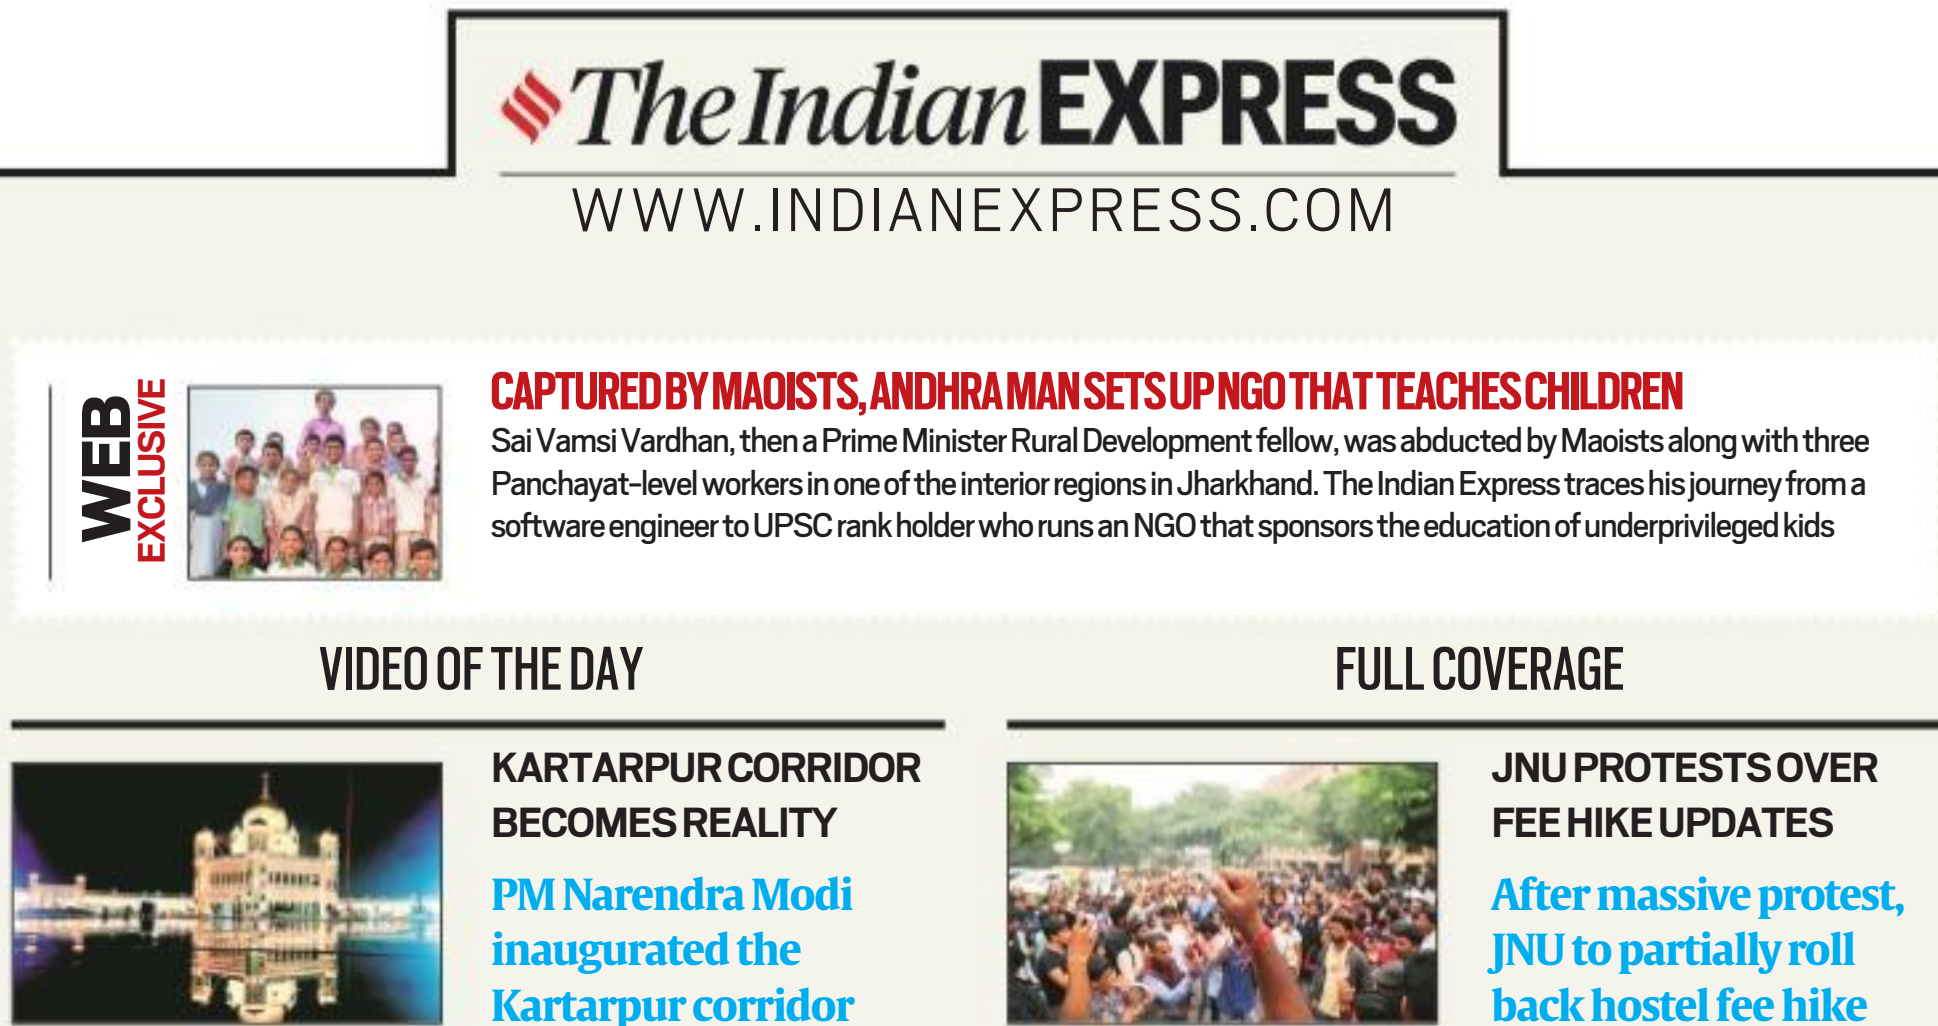 The Indian EXPRESS
WWW.INDIANEXPRESS.COM
WEB
EXCLUSIVE
CAPTURED BY MAOISTS, ANDHRA MAN SETS UP NGO THAT TEACHES CHILDREN
Sai Vamsi Vardhan, then a Prime Minister Rural Development fellow, was abducted by Maoists along with three
Panchayat-level workers in one of the interior regions in Jharkhand. The Indian Express traces his journey from a
software engineer to UPSC rank holder who runs an NGO that sponsors the education of underprivileged kids
VIDEO OF THE DAY
KARTARPUR CORRIDOR
BECOMES REALITY
PM Narendra Modi
inaugurated the
Kartarpur corridor
FULL COVERAGE
JNU PROTESTS OVER
FEE HIKE UPDATES
After massive protest,
JNU to partially roll
back hostel fee hike